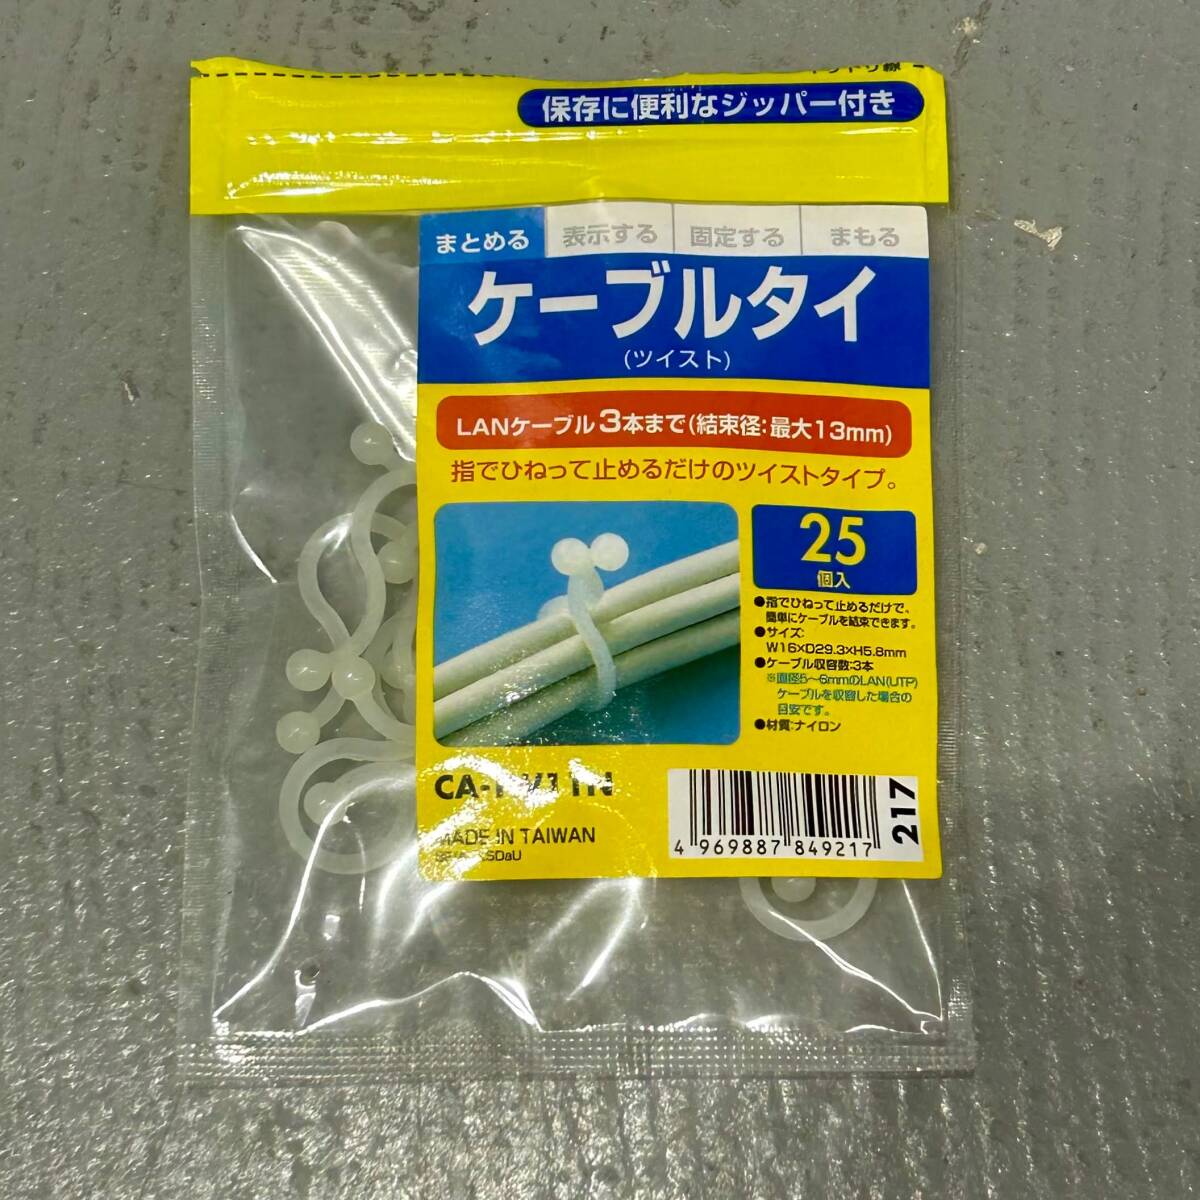 保存に便利なジッパー付き
まとめる
表示する
固定する
まもる
ケーブルタイ
(ツイスト)
LANケーブル3本まで(結束径:最大13mm)
指でひねって止めるだけのツイストタイプ。
25
個入
●指でひねって止めるだけで、
簡単にケーブルを結束できます。
●サイズ:
W16×D29.3×H5.8mm
●ケーブル収容数:3本
※直径5〜6mmのLAN(UTP)
ケーブルを収容した場合の
目安です。
●材質:ナイロン
MADE IN TAIWAN
4 969887 849217
217